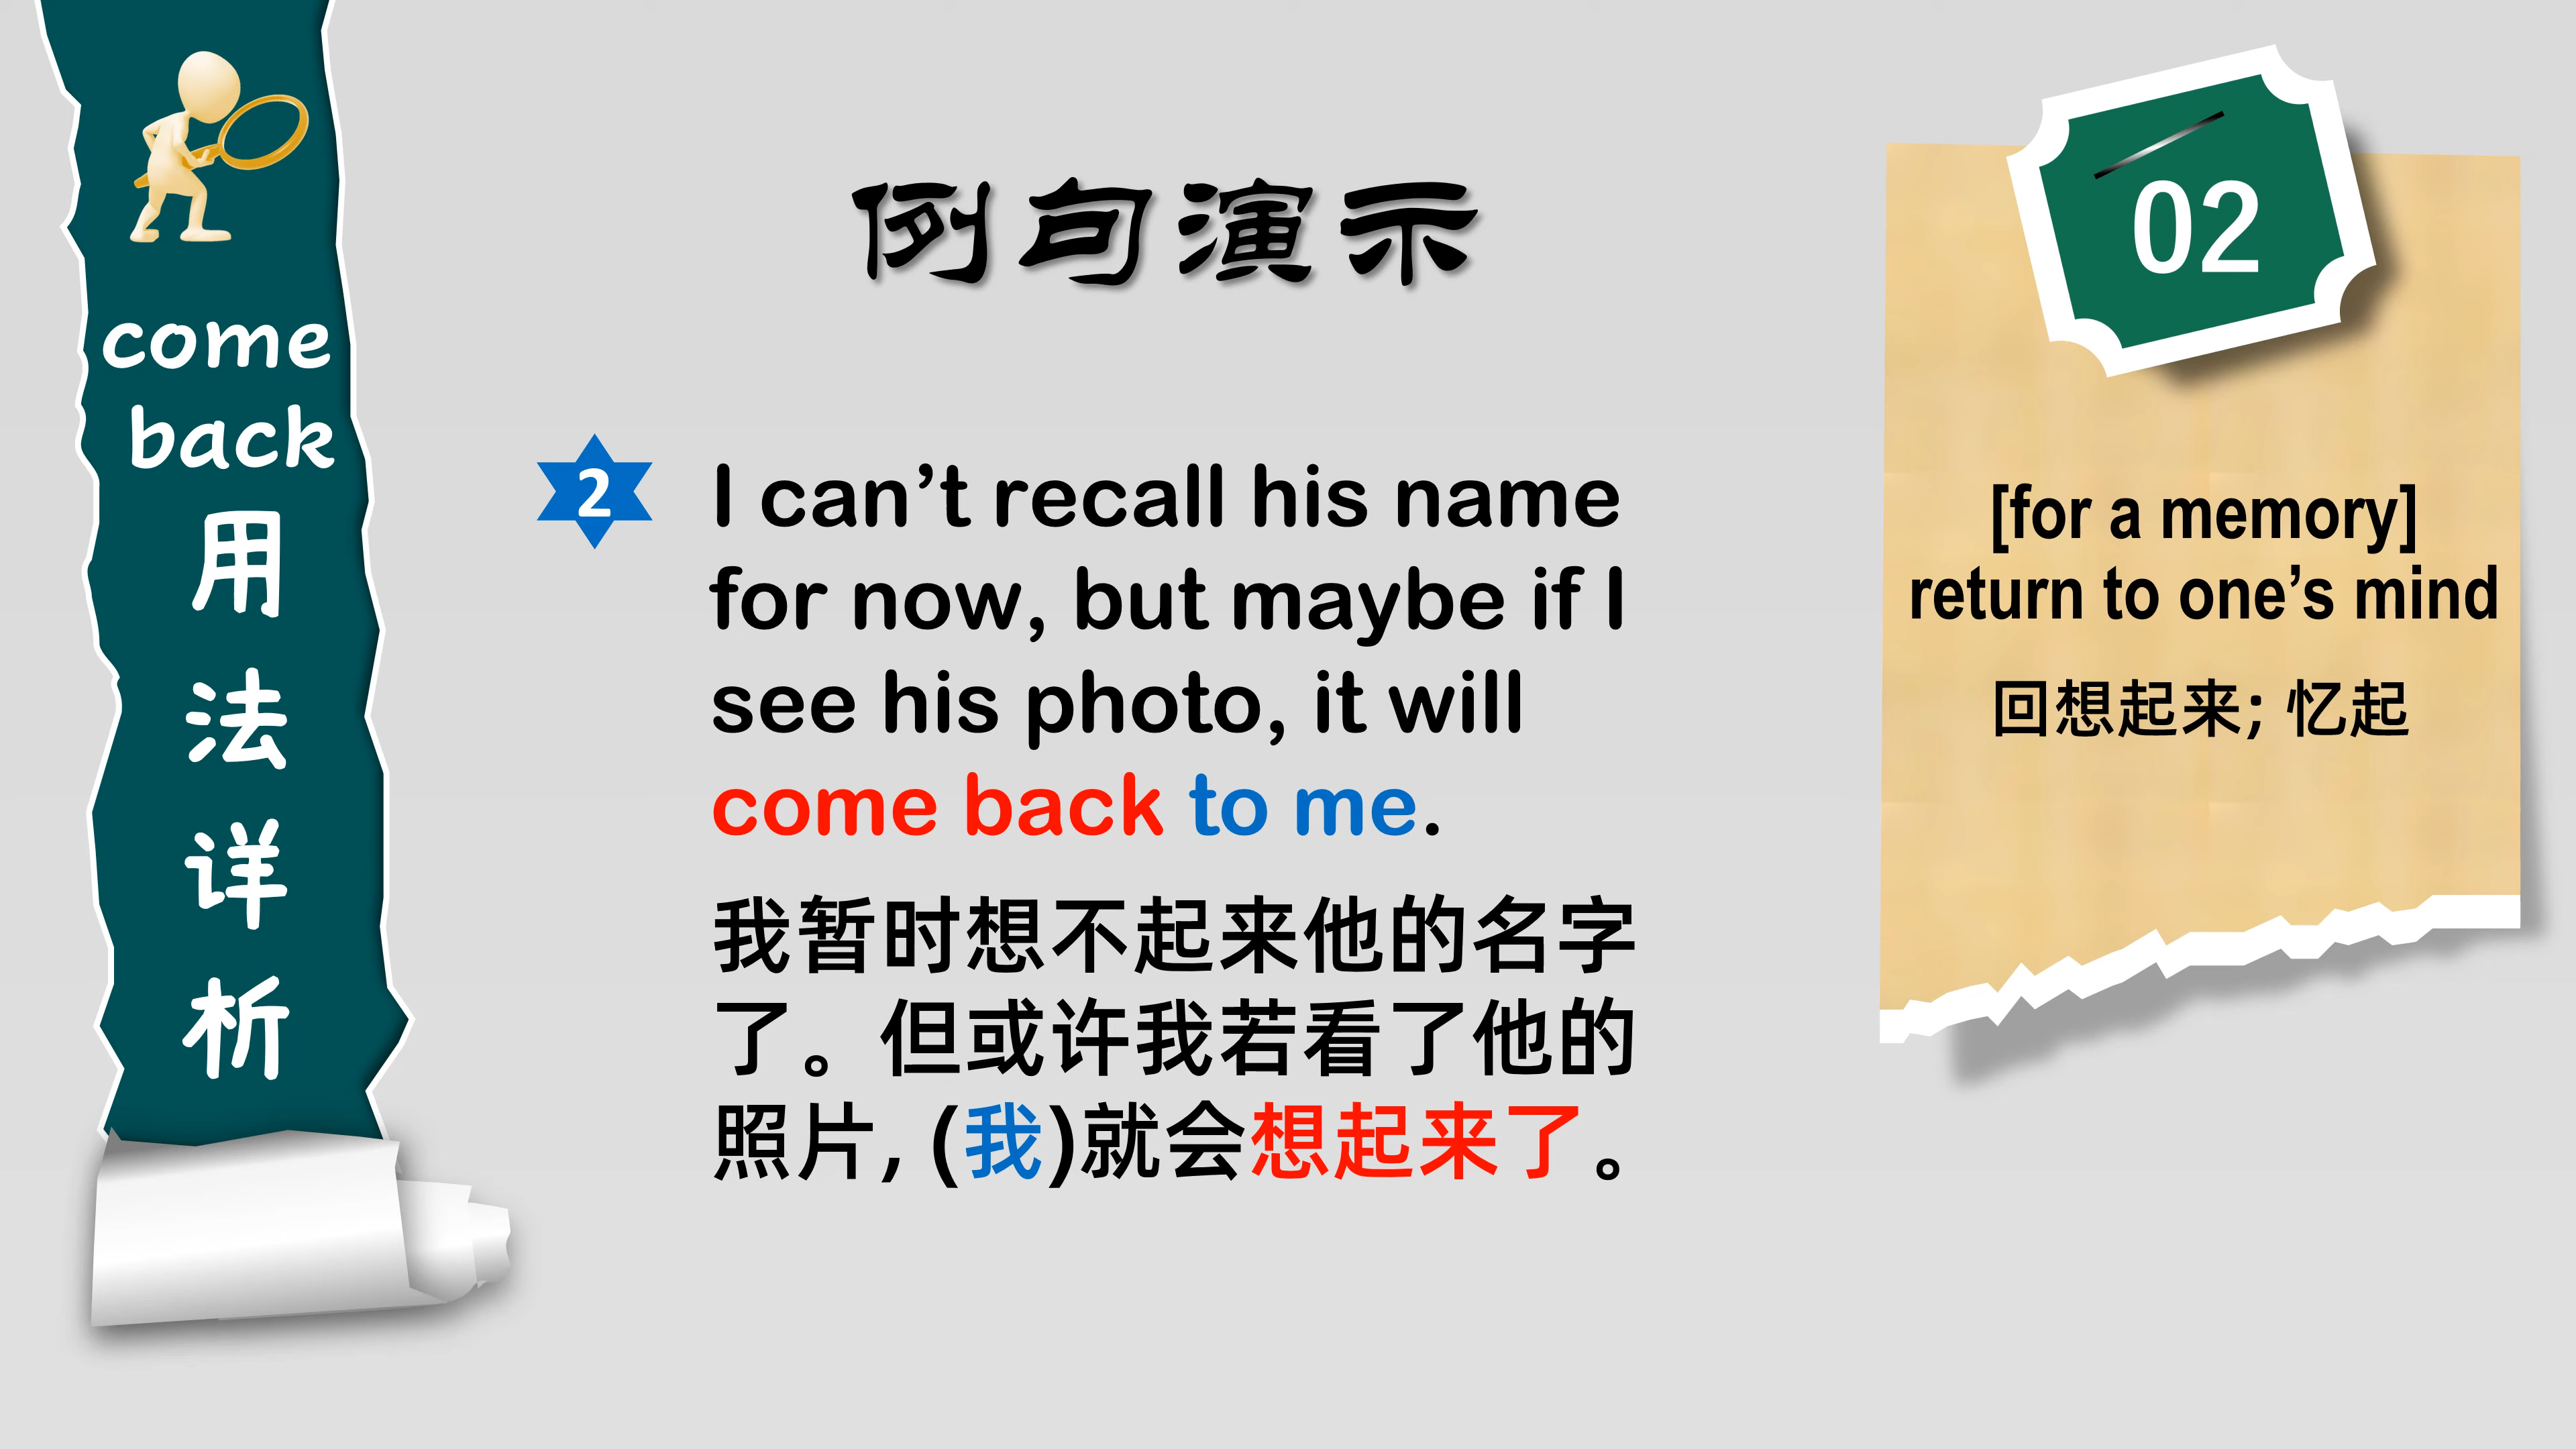 come
back
用
法
详
析
例句演示
2
I can’t recall his name
for now, but maybe if I
see his photo, it will
come back to me.
我暂时想不起来他的名字
了。但或许我若看了他的
照片, (我)就会想起来了。
02
[for a memory]
return to one’s mind
回想起来; 忆起